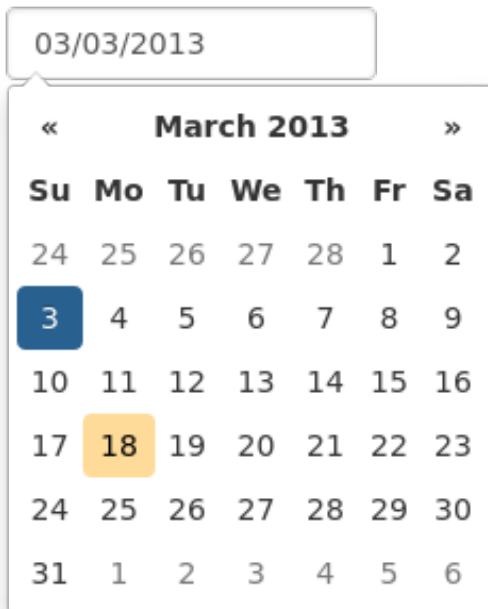 03/03/2013
« March 2013 »
Su Mo Tu We Th Fr Sa
24 25 26 27 28 1 2
3 4 5 6 7 8 9
10 11 12 13 14 15 16
17 18 19 20 21 22 23
24 25 26 27 28 29 30
31 1 2 3 4 5 6